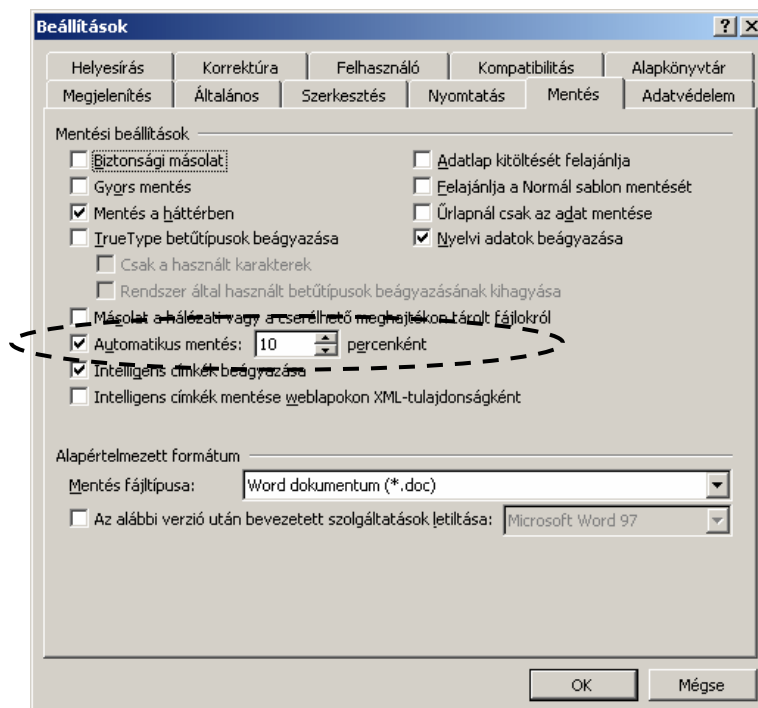 Beállítások
Helyesírás Korrektúra Felhasználó Kompatibilitás Alapkönyvtár
Megjelenítés Általános Szerkesztés Nyomtatás Mentés Adatvédelem
Mentési beállítások
Biztonsági másolat Adatlap kitöltését felajánlja
Gyors mentés Felajánlja a Normál sablon mentését
Mentés a háttérben Űrlapnál csak az adat mentése
TrueType betűtípusok beágyazása Nyelvi adatok beágyazása
Csak a használt karakterek
Rendszer által használt betűtípusok beágyazásának kihagyása
Másolat a hálózati vagy a cserélhető meghajtókon tárolt fájlokról
Automatikus mentés: 10 percenként
Intelligens címkék beágyazása
Intelligens címkék mentése weblapokon XML-tulajdonságként
Alapértelmezett formátum
Mentés fájltípusa: Word dokumentum (*.doc)
Az alábbi verzió után bevezetett szolgáltatások letiltása: Microsoft Word 97
OK Mégse